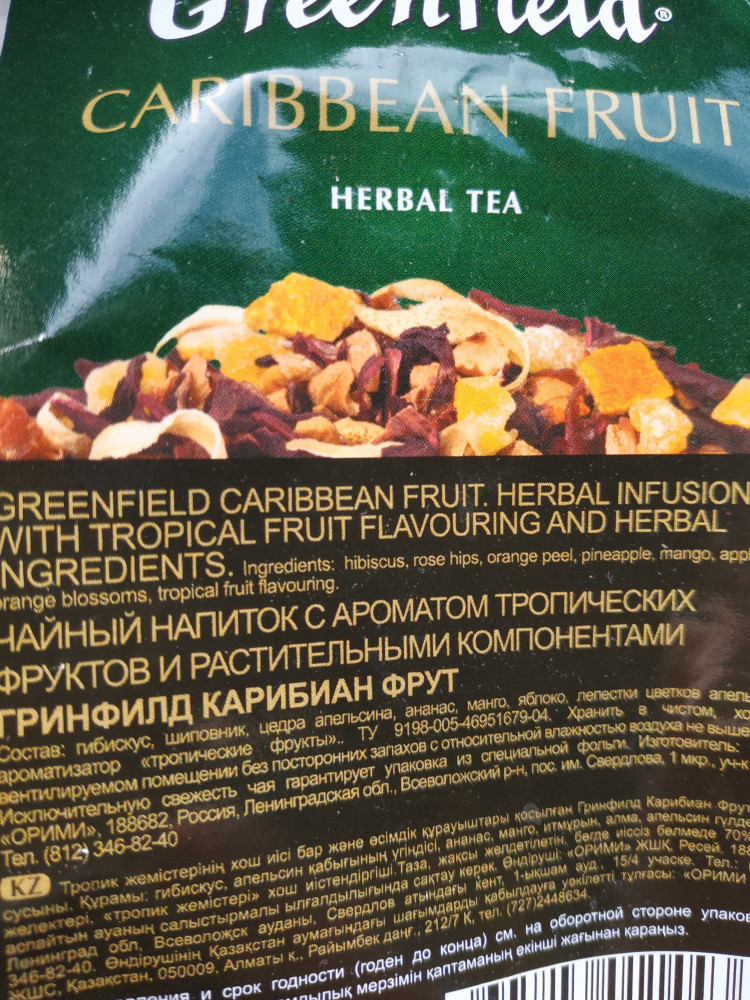 Greenfield®
CARIBBEAN FRUIT
HERBAL TEA
GREENFIELD CARIBBEAN FRUIT. HERBAL INFUSION
WITH TROPICAL FRUIT FLAVOURING AND HERBAL
INGREDIENTS. Ingredients: hibiscus, rose hips, orange peel, pineapple, mango,
orange blossoms, tropical fruit flavouring.
ЧАЙНЫЙ НАПИТОК С АРОМАТОМ ТРОПИЧЕСКИХ
ФРУКТОВ И РАСТИТЕЛЬНЫМИ КОМПОНЕНТАМИ
ГРИНФИЛД КАРИБИАН ФРУТ
Состав: гибискус, шиповник, цедра апельсина, ананас, манго, яблоко, лепестки цветков
ароматизатор «тропические фрукты».. ТУ 9198-005-46951679-04. Хранить в чистом,
вентилируемом помещении без посторонних запахов с относительной влажностью воздуха не выше
Исключительную свежесть чая гарантирует упаковка из специальной фольги. Изготовитель:
«ОРИМИ», 188682, Россия, Ленинградская обл., Всеволожский р-н, пос. им. Свердлова, 1 мкр., уч-к
Тел. (812) 346-82-40
KZ Тропик жемістерінің хош иісі бар және өсімдік құрауыштары қосылған Гринфилд Карибиан
сусыны. Құрамы: гибискус, апельсин қабығының үгіндісі, ананас, манго, итмұрын, алма, апельсин
желектері, «тропик жемістері» хош иістендіргіші. Таза, жақсы желдетілетін, бөгде иіссіз бөлмеде
аспайтын ауаның салыстырмалы ылғалдылығында сақтау керек. Өндіруші: «ОРИМИ» ЖШҚ, Ресей,
Ленинград обл., Всеволожск ауданы, Свердлов атындағы кент, 1-ықшам ауд., 15/4 учаске. Тел.:
346-82-40. Өндірушінің Қазақстан аумағындағы шағымдарды қабылдауға уәкілетті тұлғасы: «ОРИМИ
ЖШС, Қазақстан, 050009, Алматы қ., Райымбек даңғ., 212/7 К, тел. (727)2448634.
и срок годности (годен до конца) см. на оборотной стороне
мерзімін қаптаманың екінші жағынан қараңыз.